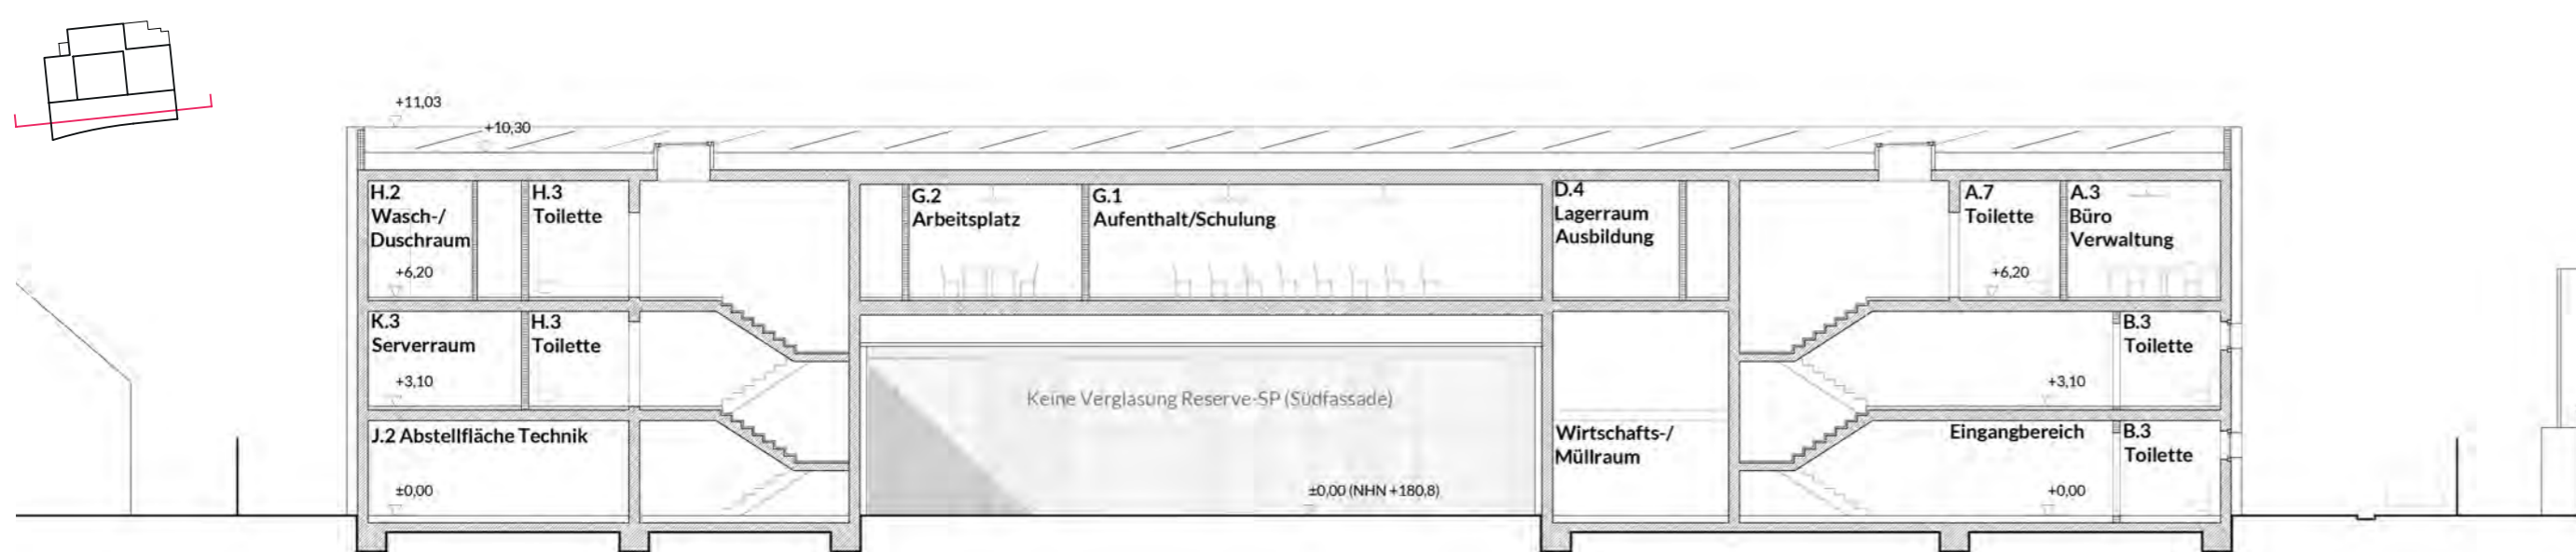 +11,03
+10,30
H.2
Wasch-/
Duschraum
+6,20
H.3
Toilette
G.2
Arbeitsplatz
G.1
Aufenthalt/Schulung
D.4
Lagerraum
Ausbildung
A.7
Toilette
+6,20
A.3
Büro
Verwaltung
K.3
Serverraum
+3,10
H.3
Toilette
Keine Verglasung Reserve-SP (Südfassade)
+3,10
B.3
Toilette
J.2 Abstellfläche Technik
±0,00
±0,00 (NHN +180,8)
Wirtschafts-/
Müllraum
Eingangbereich
+0,00
B.3
Toilette